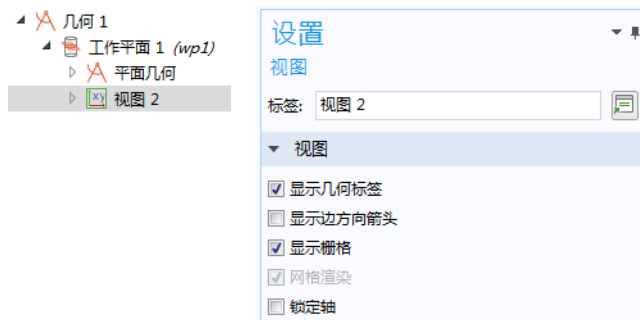 几何 1
工作平面 1 (wp1)
平面几何
视图 2
设置
视图
标签: 视图 2
视图
显示几何标签
显示边方向箭头
显示栅格
网格渲染
锁定轴